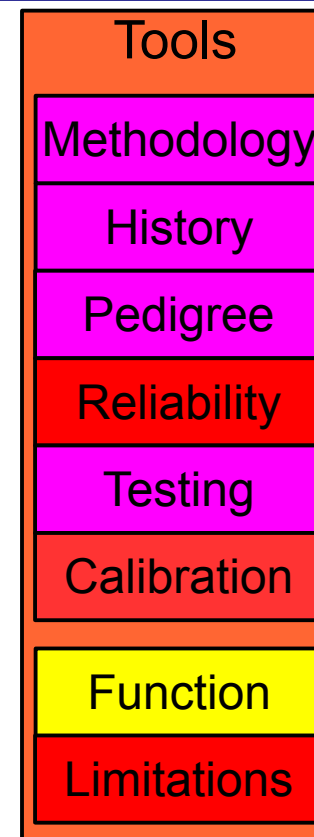 Tools
Methodology
History
Pedigree
Reliability
Testing
Calibration
Function
Limitations